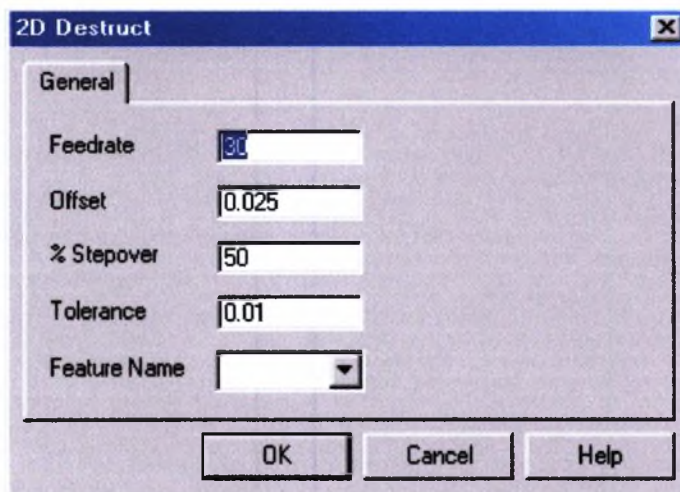 2D Destruct
General
Feedrate 30
Offset 0.025
% Stepover 50
Tolerance 0.01
Feature Name
OK Cancel Help